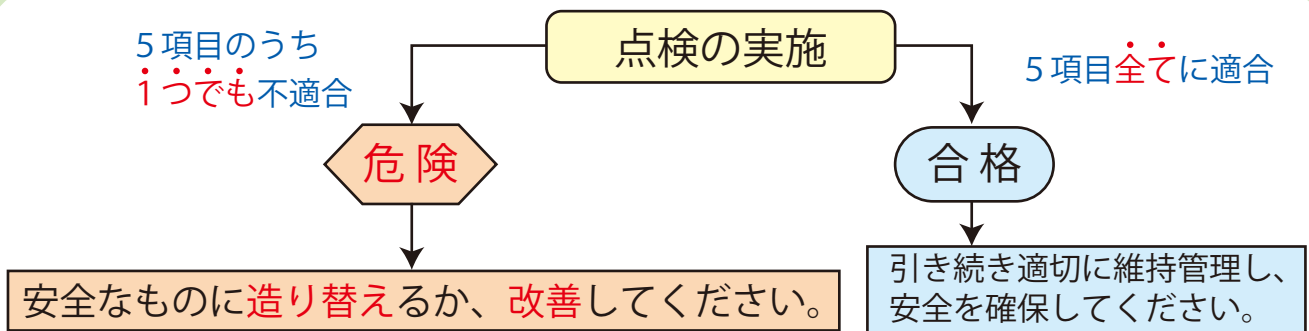 点検の実施
5項目のうち
1つでも不適合
5項目全てに適合
危険
合格
安全なものに造り替えるか、改善してください。
引き続き適切に維持管理し、
安全を確保してください。